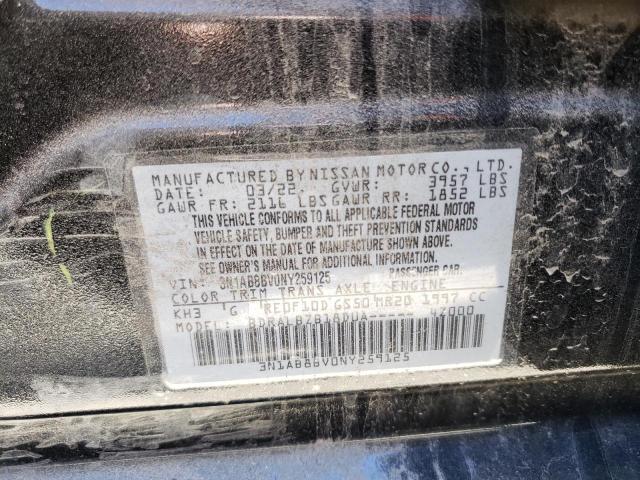 MANUFACTURED BY NISSAN MOTOR CO., LTD.
DATE: 03/22 GVWR: 3957 LBS
GAWR FR: 2116 LBS GAWR RR: 1852 LBS
THIS VEHICLE CONFORMS TO ALL APPLICABLE FEDERAL MOTOR
VEHICLE SAFETY, BUMPER AND THEFT PREVENTION STANDARDS
IN EFFECT ON THE DATE OF MANUFACTURE SHOWN ABOVE.
SEE OWNER'S MANUAL FOR ADDITIONAL INFORMATION
VIN: 3N1AB8BV0NY259125 PASSENGER CAR.
COLOR TRIM TRANS AXLE ENGINE
KH3 G RE0F10D GS50 MR20 1997 CC
MODEL: BDRALBZB18DUA----- 4Z000
3N1AB8BV0NY259125